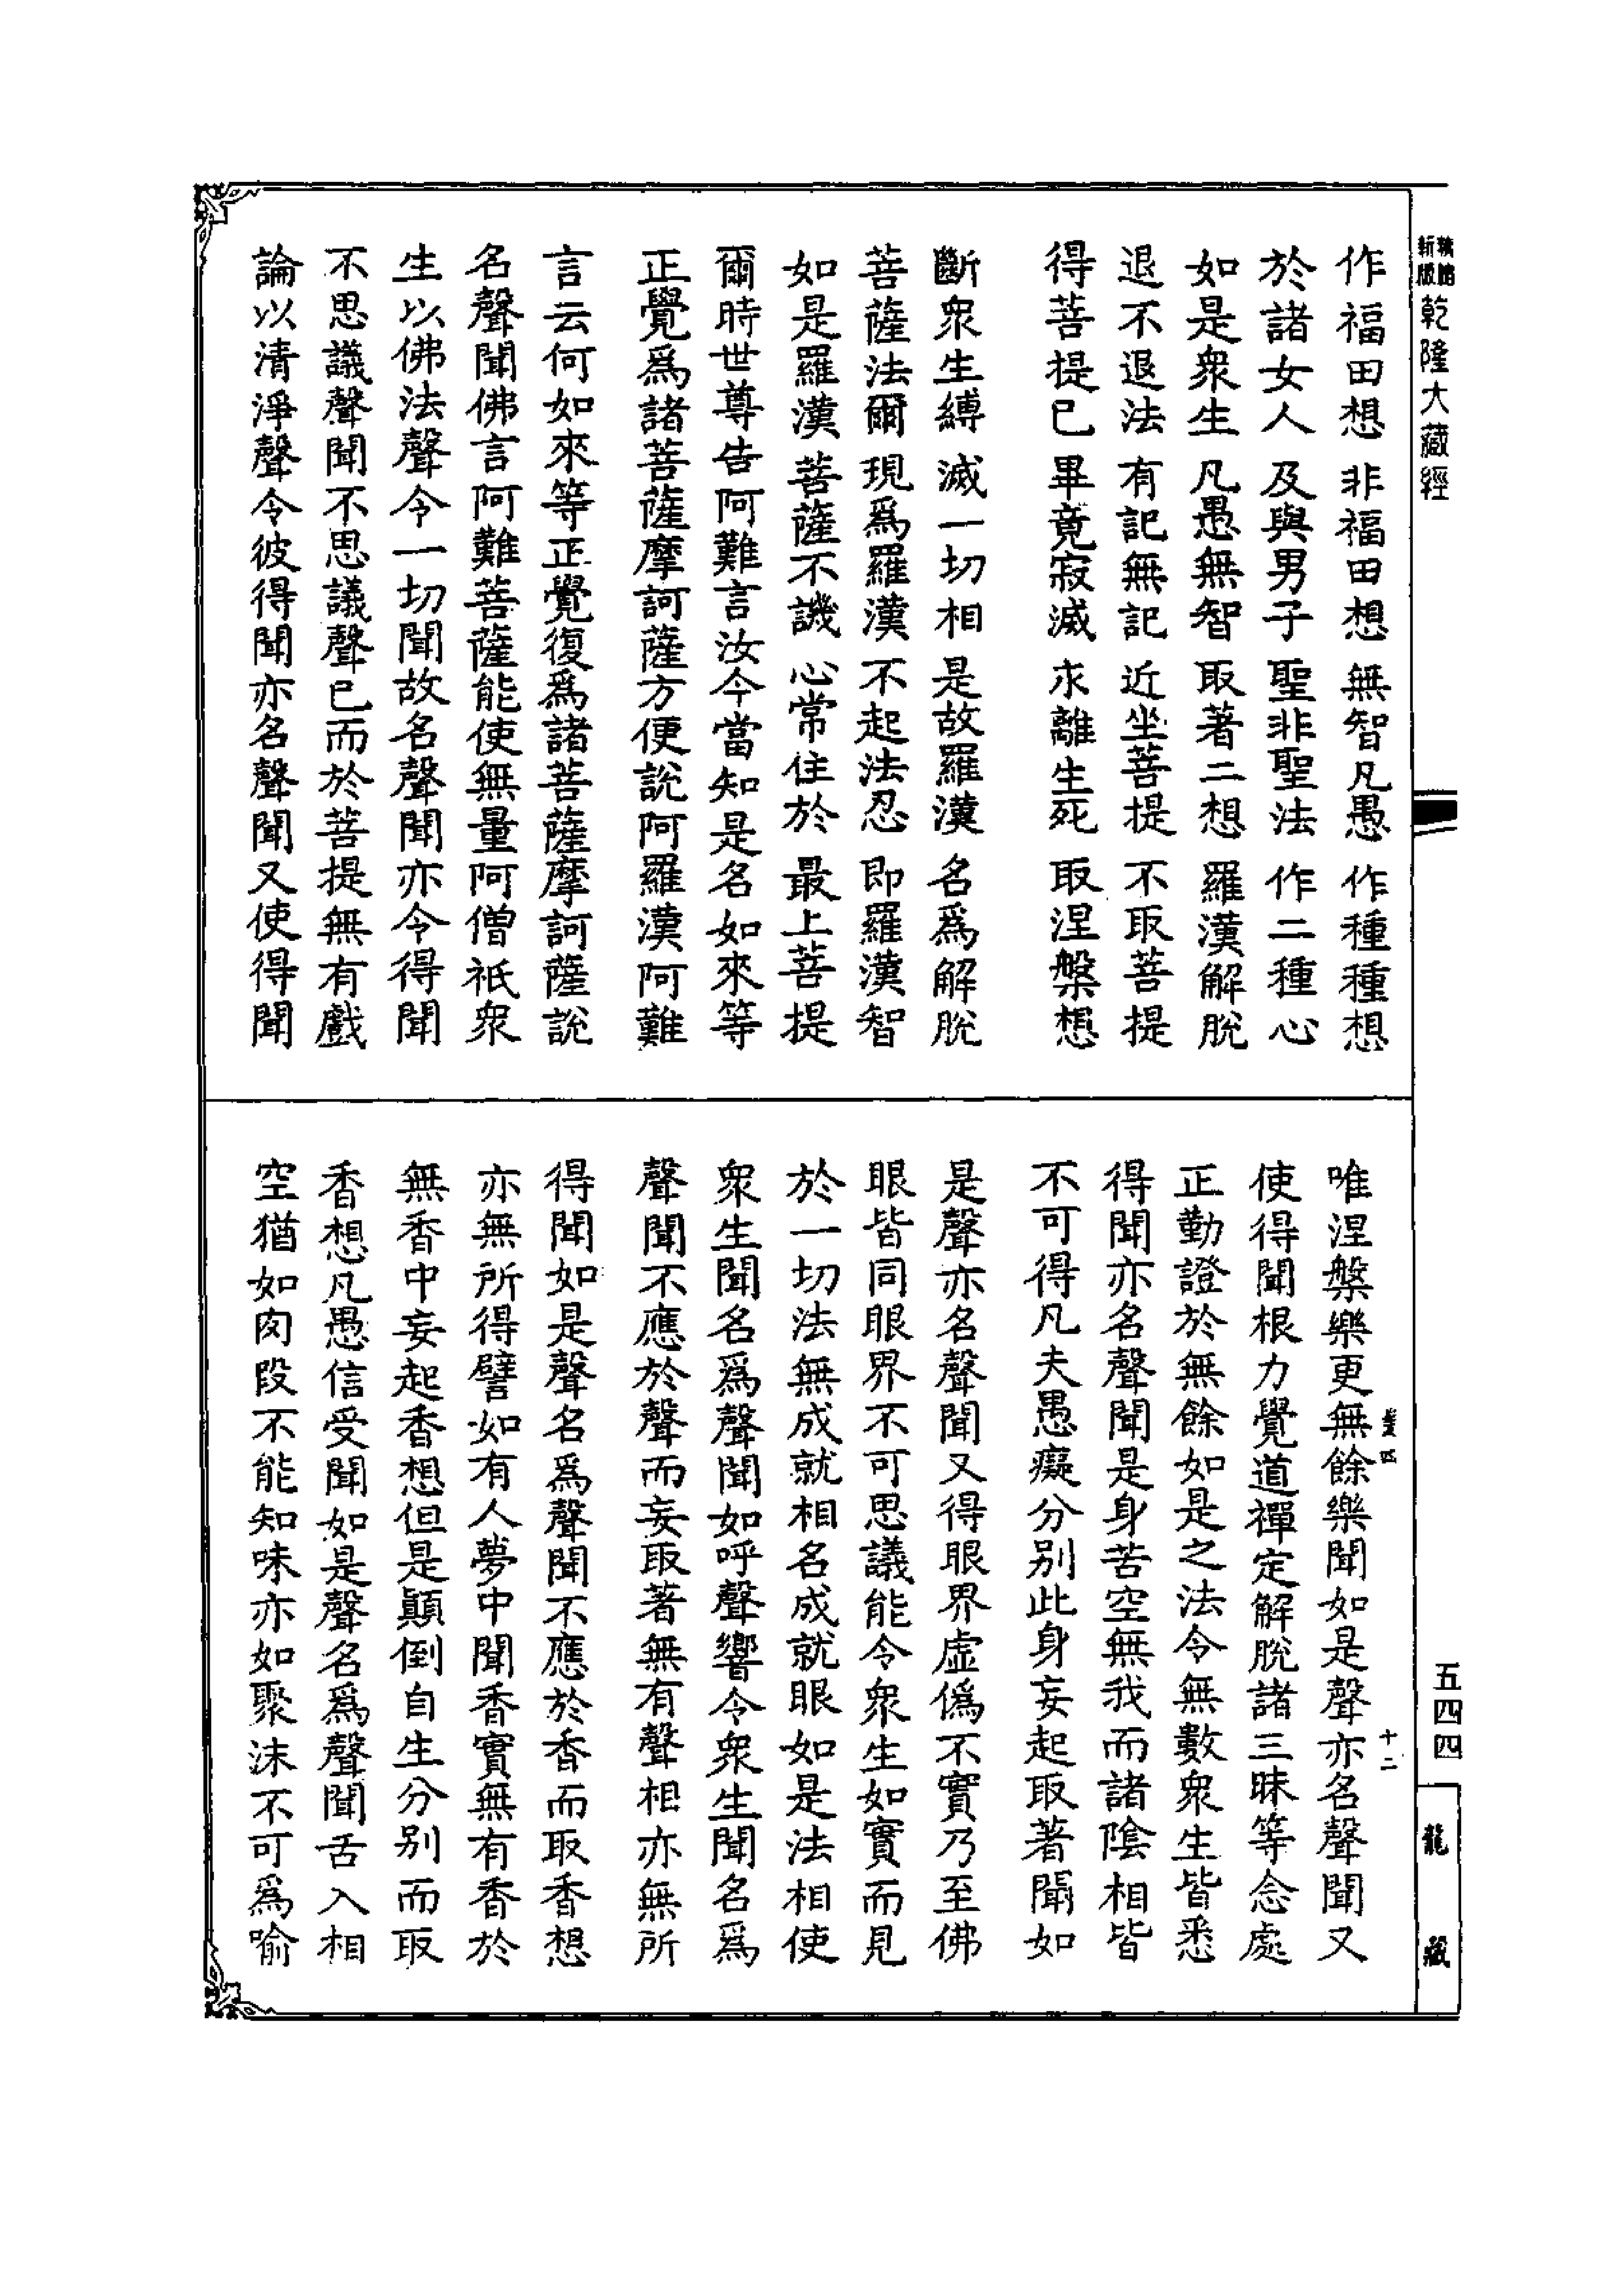 乾隆大藏經
作福田想 非福田想 無智凡愚 作種種想
於諸女人 及與男子 聖非聖法 作二種心
如是衆生 凡愚無智 取著二想 羅漢解脫
退不退法 有記無記 近坐菩提 不取菩提
得菩提已 畢竟寂滅 求離生死 取涅槃想
斷衆生縛 滅一切相 是故羅漢 名爲解脫
菩薩法爾 現爲羅漢 不起法忍 即羅漢智
如是羅漢 菩薩不譏 心常住於 最上菩提
爾時世尊告阿難言汝今當知是名如來等
正覺爲諸菩薩摩訶薩方便說阿羅漢阿難
言云何如來等正覺復爲諸菩薩摩訶薩說
名聲聞佛言阿難菩薩能使無量阿僧祇衆
生以佛法聲令一切聞故名聲聞亦令得聞
不思議聲聞不思議聲已而於菩提無有戲
論以清淨聲令彼得聞亦名聲聞又使得聞
唯涅槃樂更無餘樂聞如是聲亦名聲聞又
使得聞根力覺道禪定解脫諸三昧等念處
正勤證於無餘如是之法令無數衆生皆悉
得聞亦名聲聞是身苦空無我而諸陰相皆
不可得凡夫愚癡分別此身妄起取著聞如
是聲亦名聲聞又得眼界虛僞不實乃至佛
眼皆同眼界不可思議能令衆生如實而見
於一切法無成就相名成就眼如是法相使
衆生聞名爲聲聞如呼聲響令衆生聞名爲
聲聞不應於聲而妄取著無有聲相亦無所
得聞如是聲名爲聲聞不應於香而取香想
亦無所得譬如有人夢中聞香實無有香於
無香中妄起香想但是顛倒自生分別而取
香想凡愚信受聞如是聲名爲聲聞舌入相
空猶如肉段不能知味亦如聚沫不可爲喻
十二
五四四
龍藏